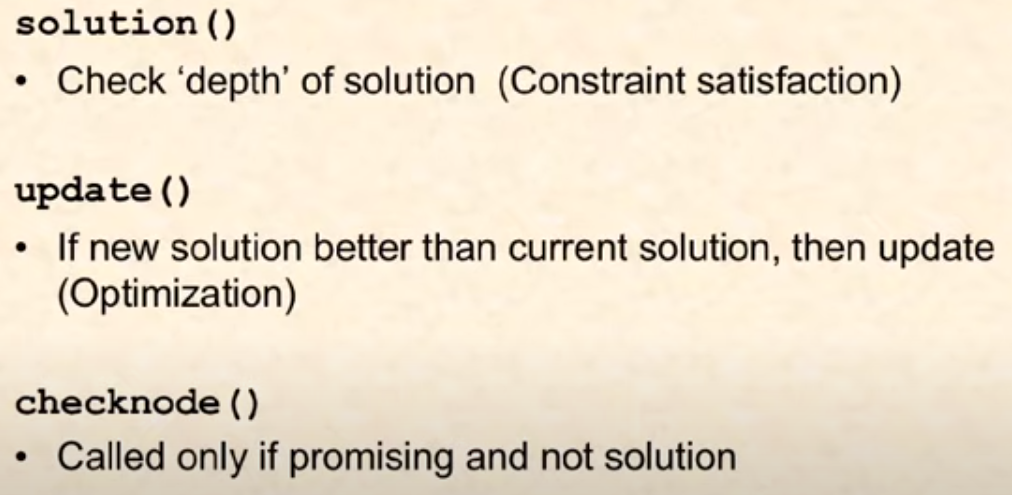 solution()
• Check ‘depth’ of solution (Constraint satisfaction)
update()
• If new solution better than current solution, then update
(Optimization)
checknode()
• Called only if promising and not solution